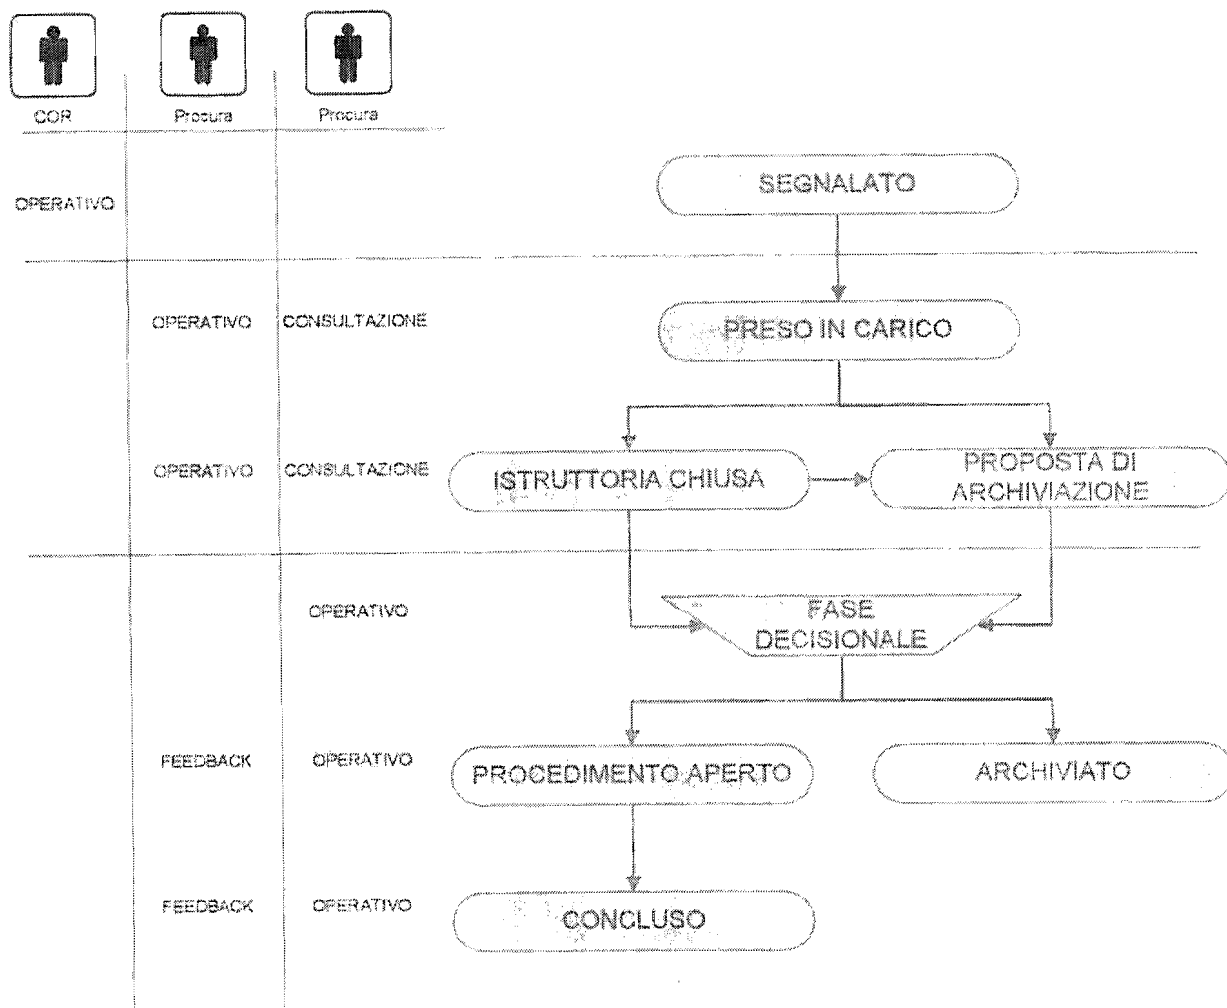 COR Procura Procura
OPERATIVO SEGNALATO
OPERATIVO CONSULTAZIONE PRESO IN CARICO
OPERATIVO CONSULTAZIONE ISTRUTTORIA CHIUSA PROPOSTA DI
ARCHIVIAZIONE
OPERATIVO FASE
DECISIONALE
FEEDBACK OPERATIVO PROCEDIMENTO APERTO ARCHIVIATO
FEEDBACK OPERATIVO CONCLUSO